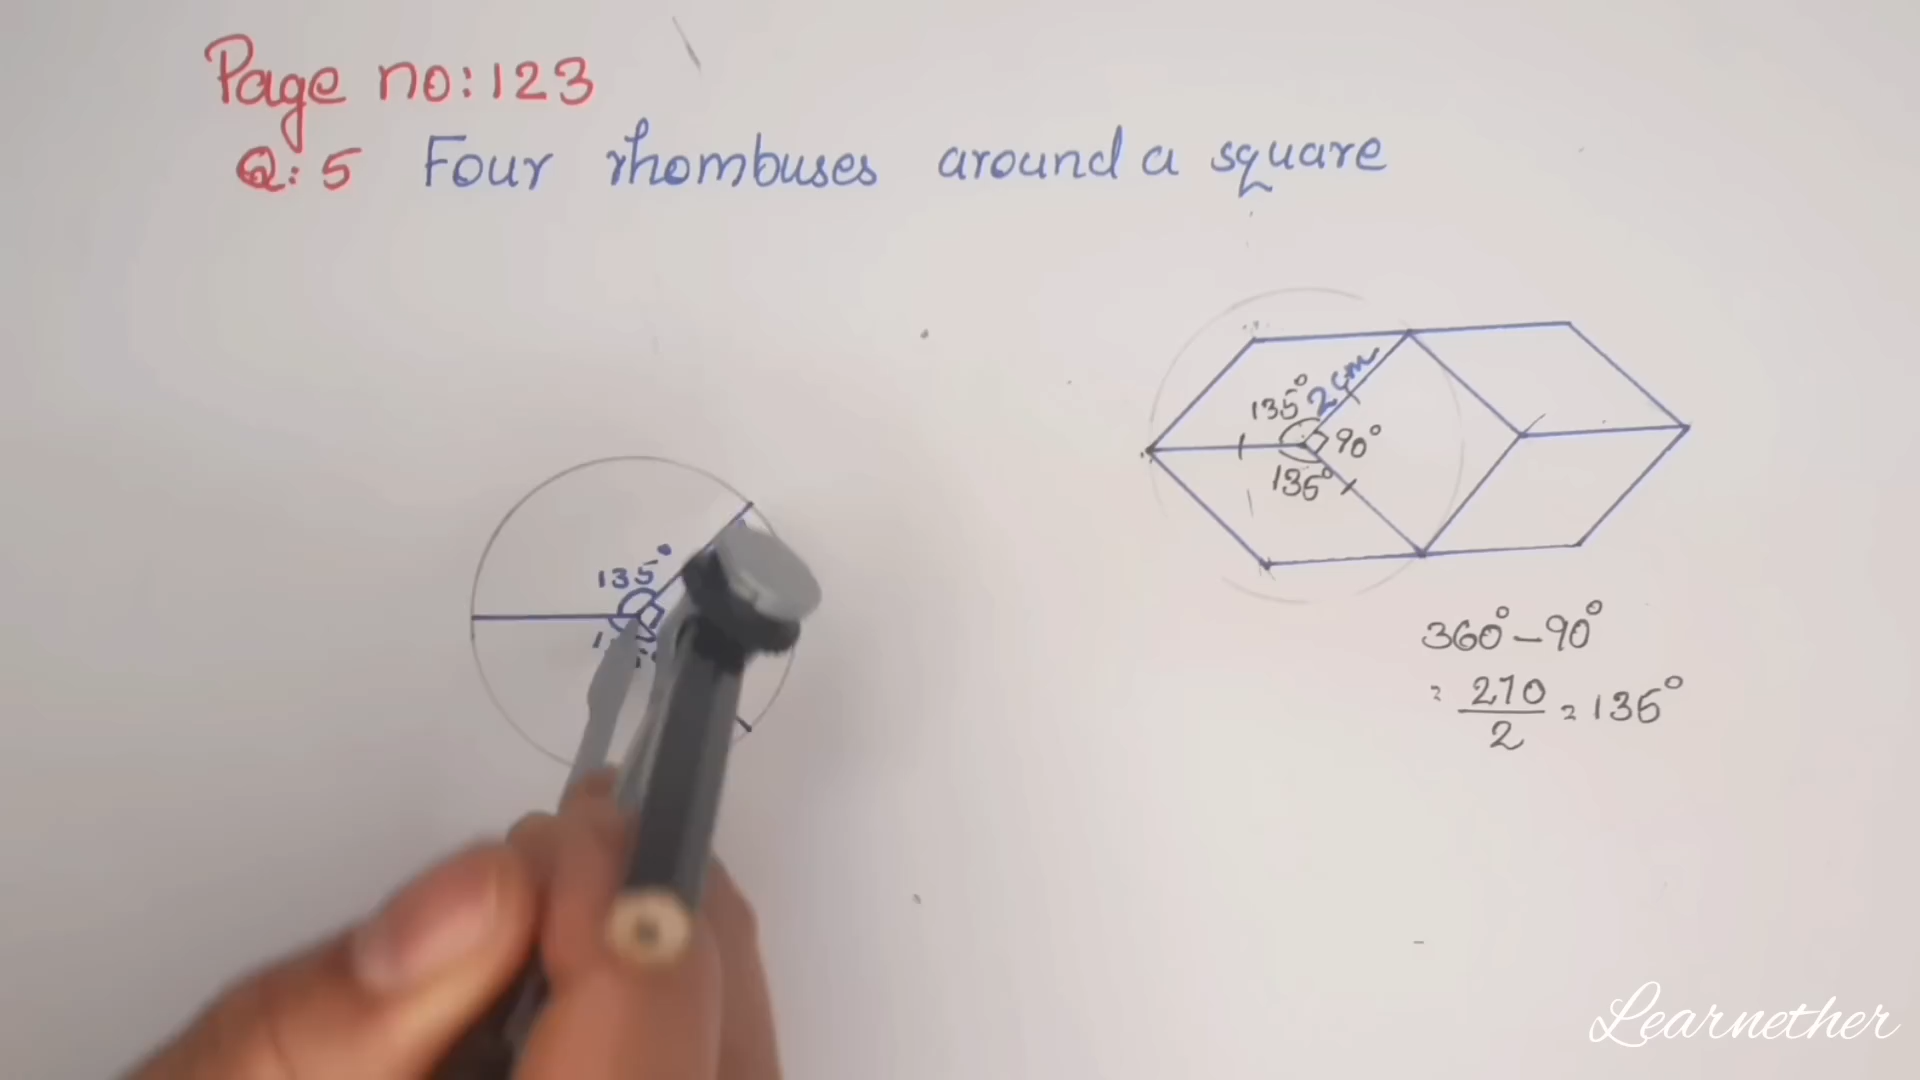 Page no:123
Q:5 Four rhombuses around a square
135° 2cm
90°
135°
135°
360° - 90°
= 270/2 = 135°
Learnether